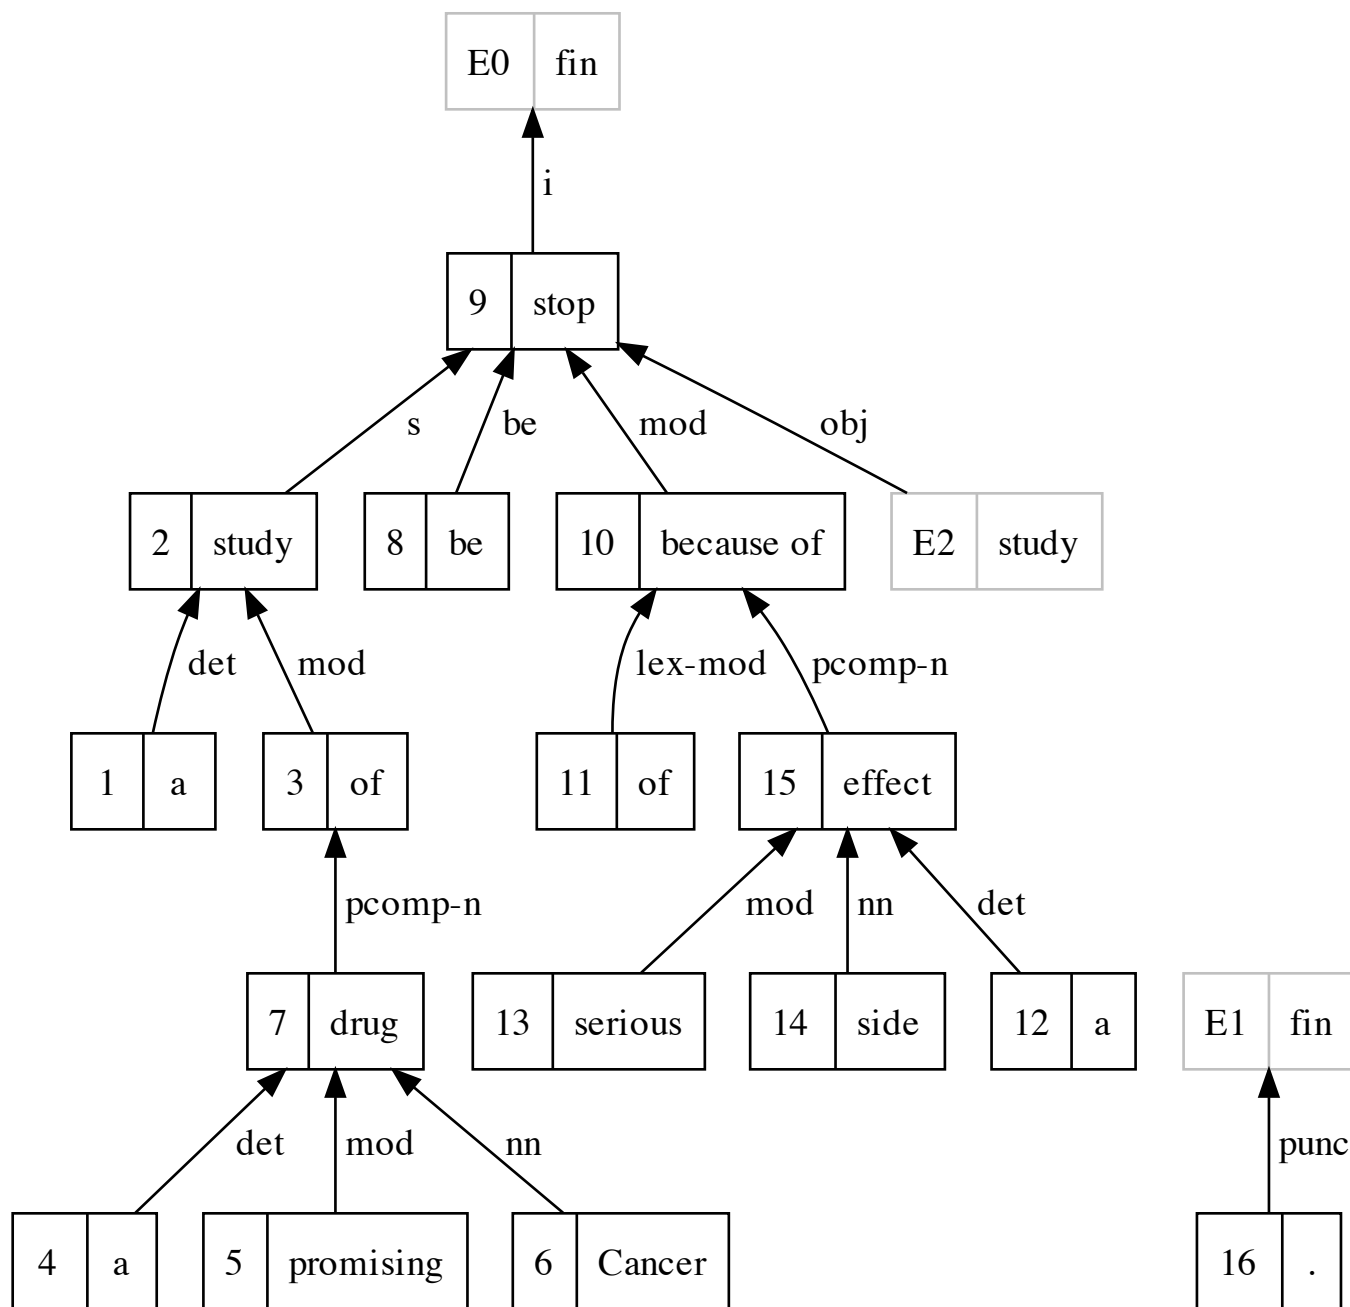 E0 fin
i
9 stop
s be mod obj
2 study 8 be 10 because of E2 study
det mod lex-mod pcomp-n
1 a 3 of 11 of 15 effect
pcomp-n mod nn det
7 drug 13 serious 14 side 12 a E1 fin
det mod nn punc
4 a 5 promising 6 Cancer 16 .